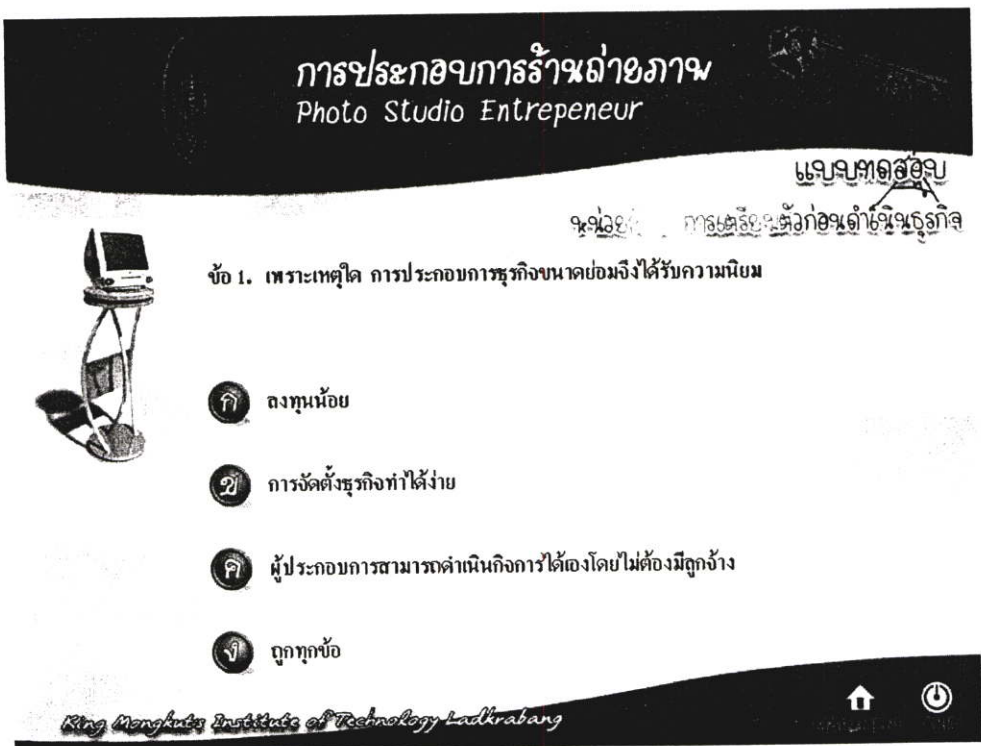 การประกอบการร้านถ่ายภาพ
Photo Studio Entrepeneur
แบบทดสอบ
หน่วย การเตรียมตัวก่อนดำเนินธุรกิจ
ข้อ 1. เพราะเหตุใด การประกอบการธุรกิจขนาดย่อมจึงได้รับความนิยม
ก ลงทุนน้อย
ข การจัดตั้งธุรกิจทำได้ง่าย
ค ผู้ประกอบการสามารถดำเนินกิจการได้เองโดยไม่ต้องมีลูกจ้าง
ง ถูกทุกข้อ
King Mongkuts Institute of Technology Ladkrabang